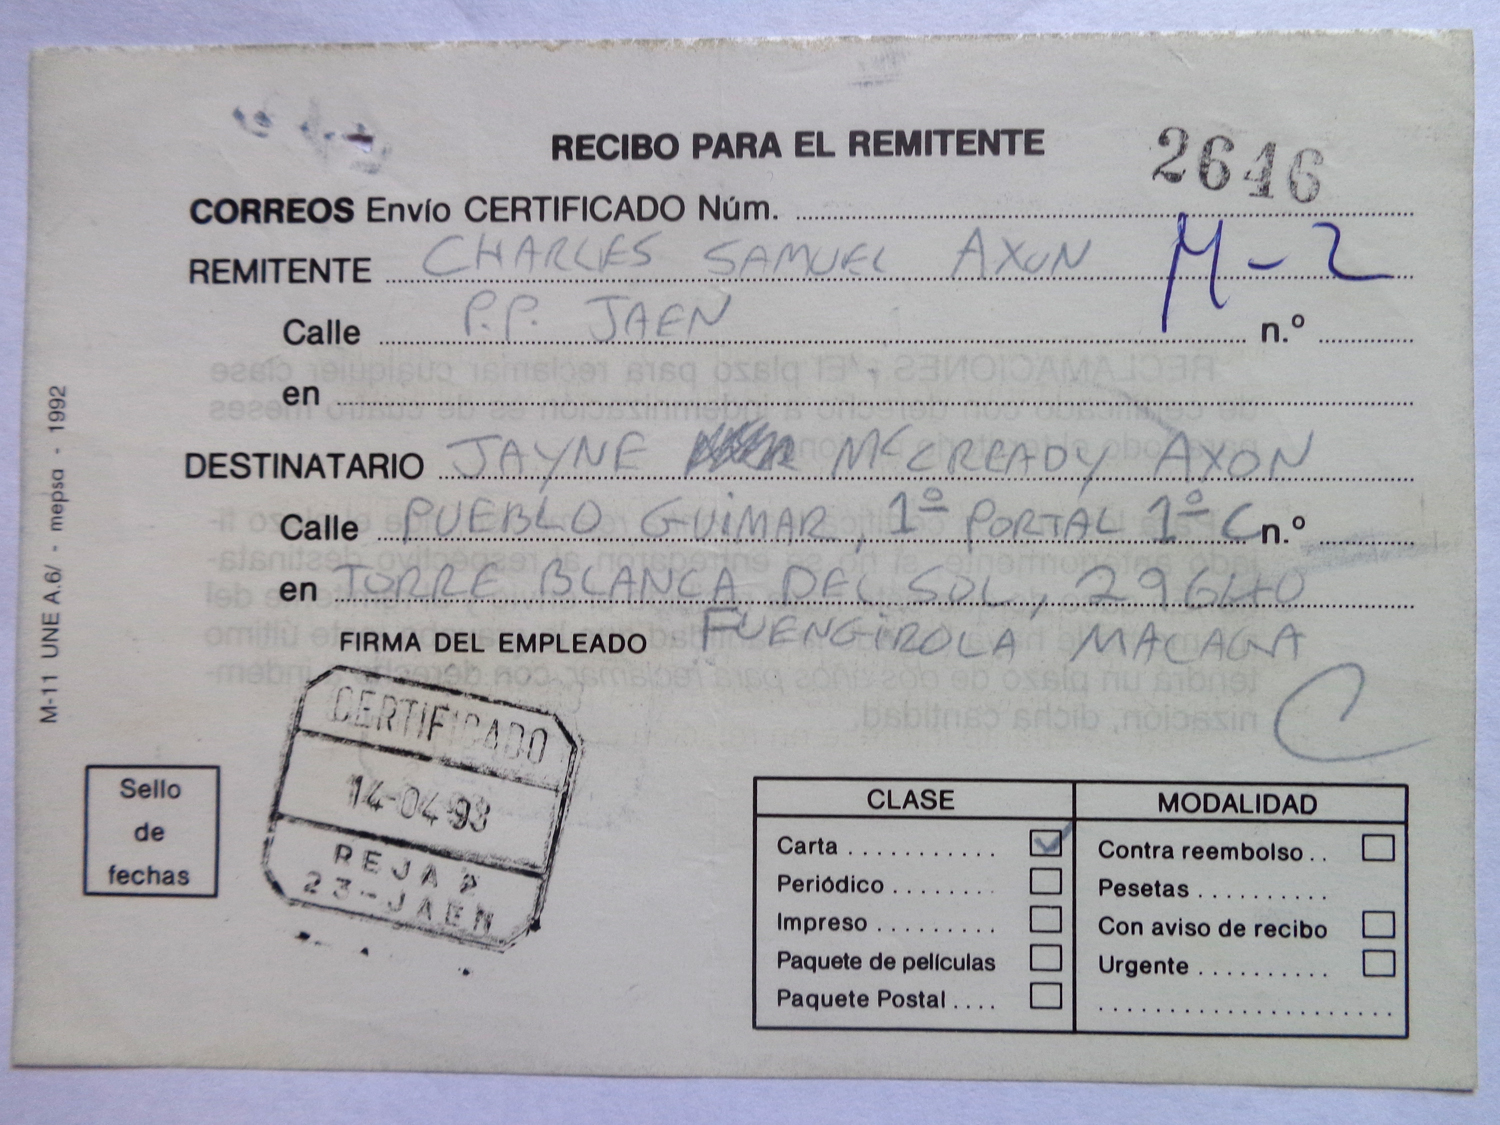 RECIBO PARA EL REMITENTE
2646
CORREOS Envío CERTIFICADO Núm.
REMITENTE CHARLES SAMUEL AXON M-2
Calle P.P. JAEN n.º
en
DESTINATARIO JAYNE MCCREADY AXON
Calle PUEBLO GUIMAR, 1º PORTAL 1º C n.º
en TORRE BLANCA DEL SOL, 29640
FIRMA DEL EMPLEADO FUENGIROLA, MALAGA
C
M-11 UNE A.6/ - mepsa - 1992
CERTIFICADO
14-04-93
REJA 2
23-JAEN
Sello
de
fechas
CLASE MODALIDAD
Carta Contra reembolso
Periódico Pesetas
Impreso Con aviso de recibo
Paquete de películas Urgente
Paquete Postal